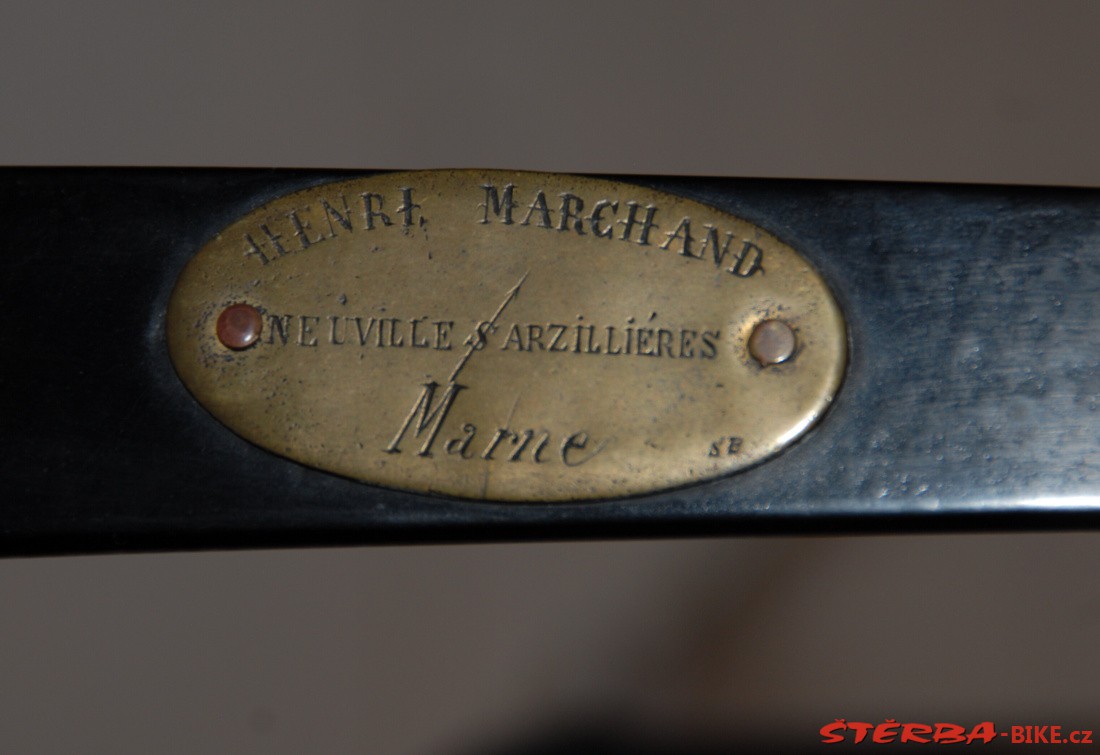 HENRI MARCHAND
NEUVILLE S ARZILLIÉRES
Marne
SB
ŠTĚRBA-BIKE.cz